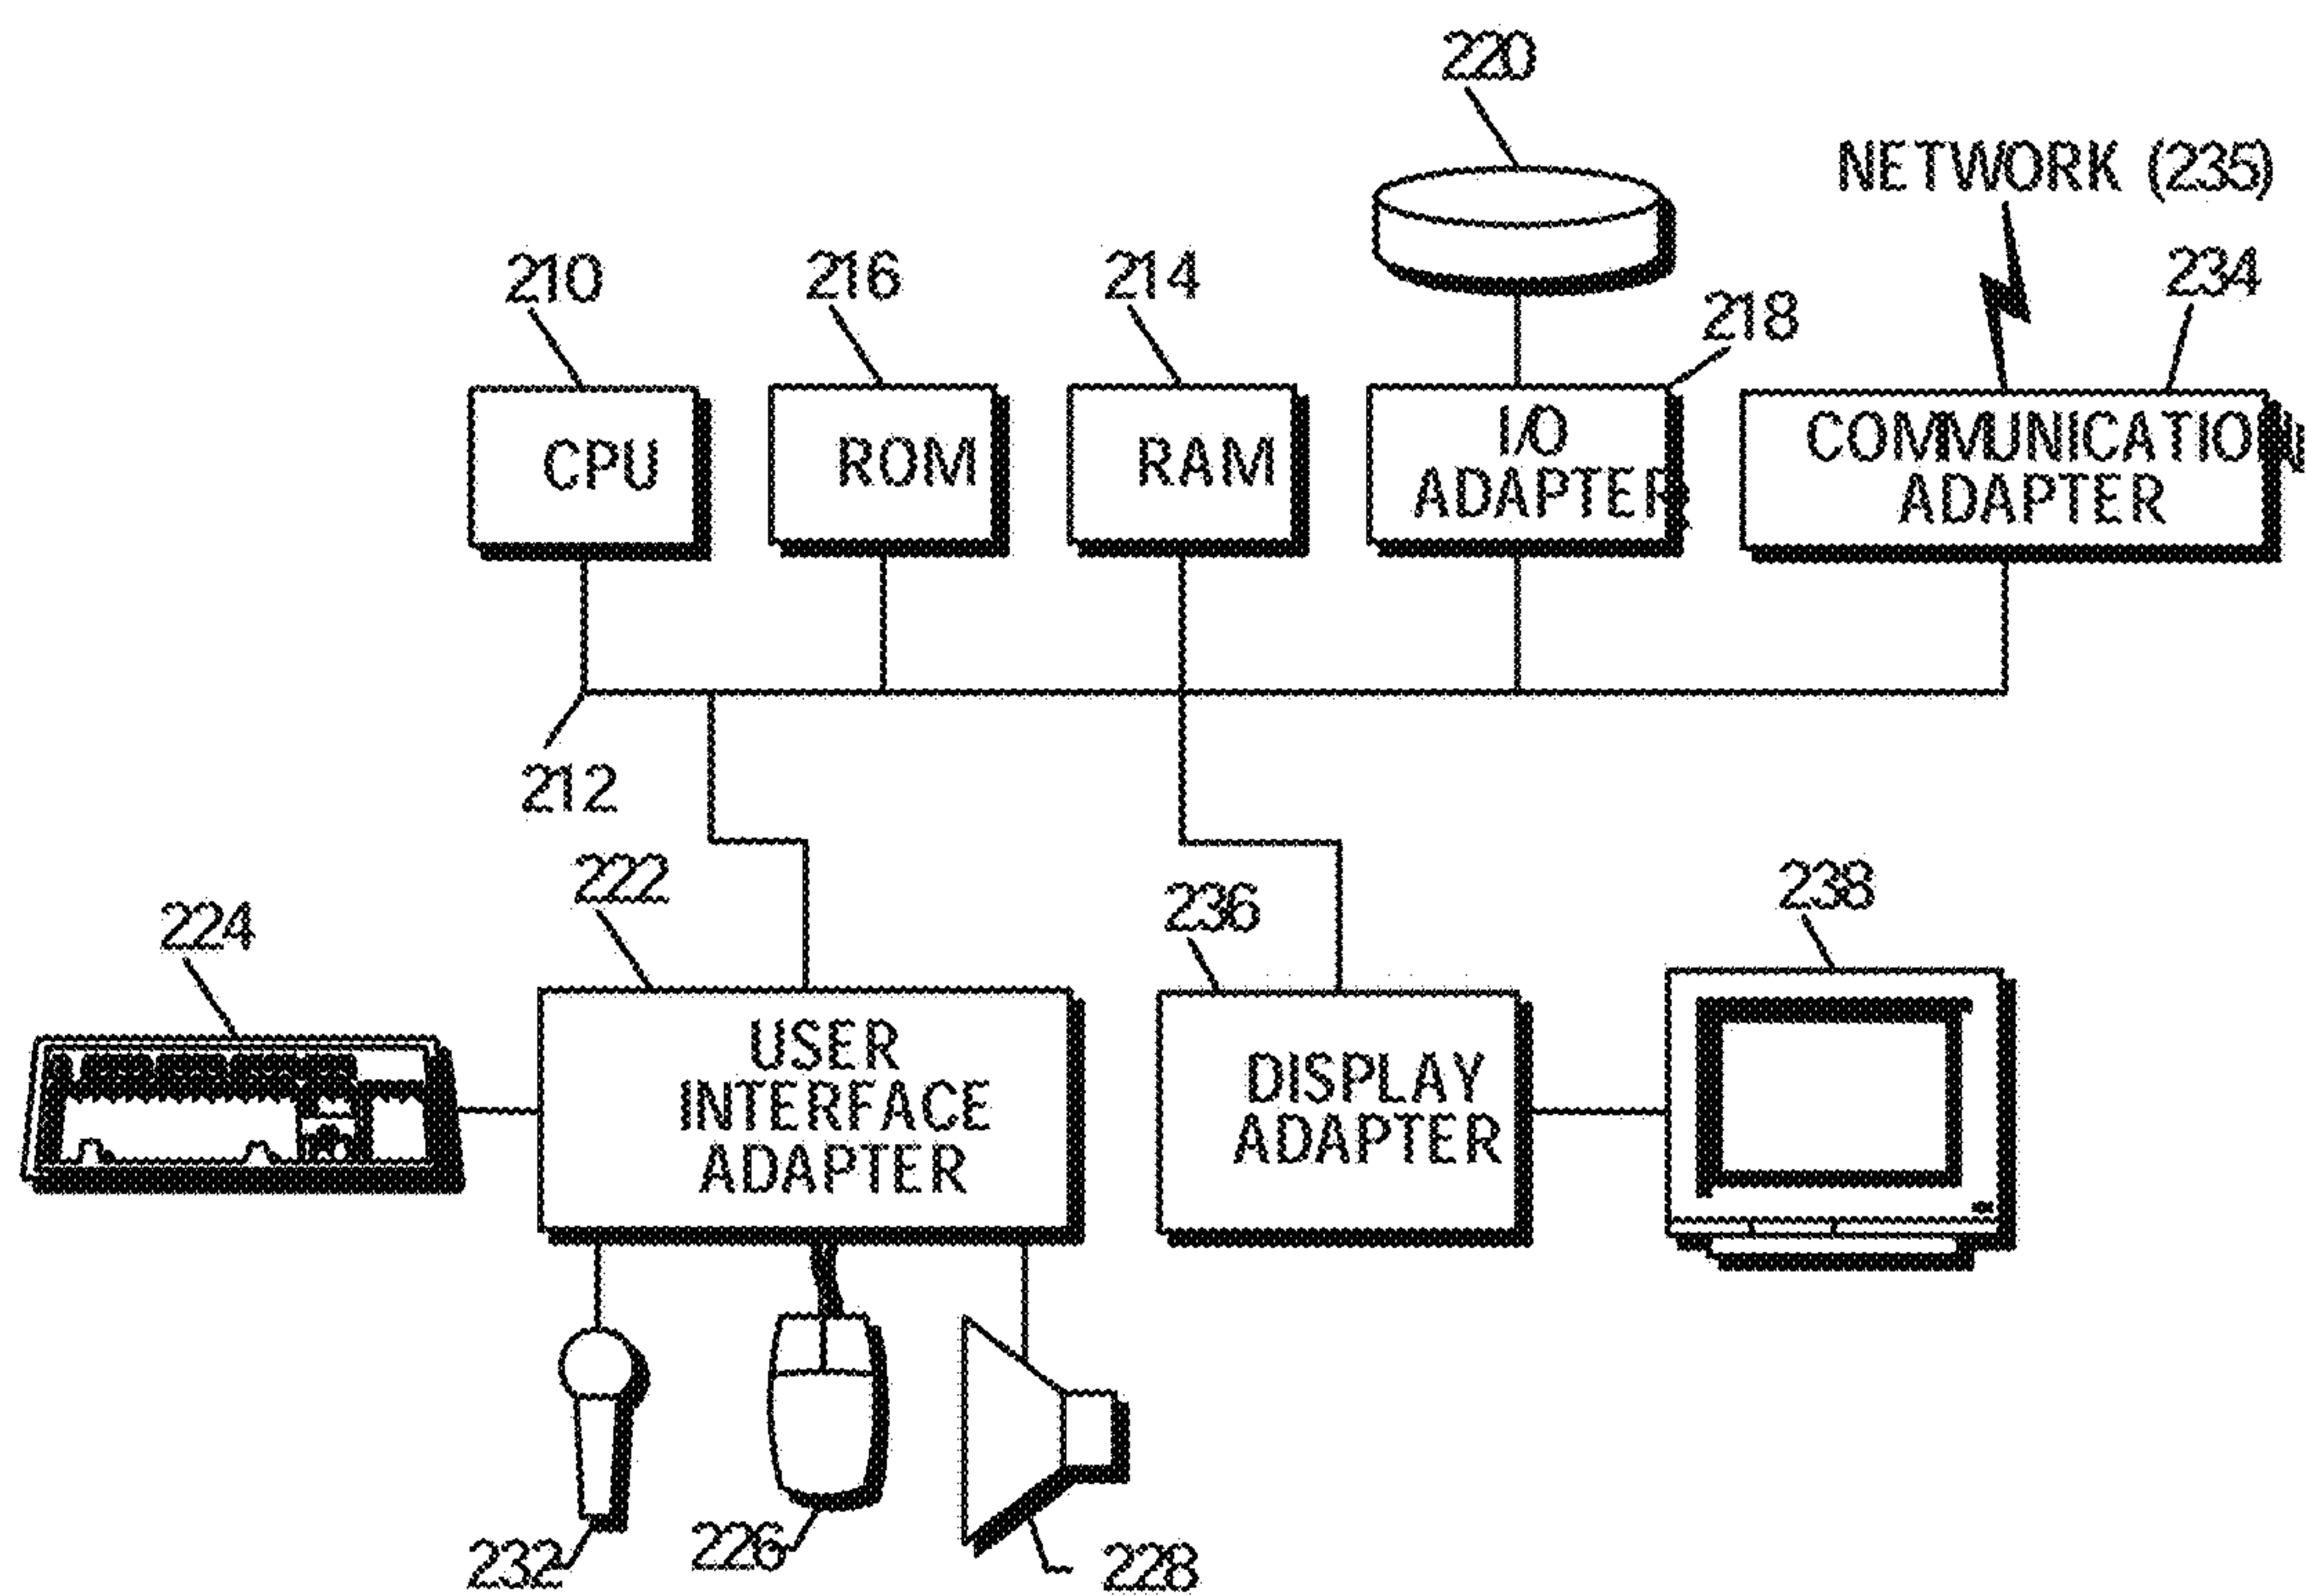 220
NETWORK (235)
210
216
214
218
234
CPU
ROM
RAM
I/O
ADAPTER
COMMUNICATION
ADAPTER
212
222
236
238
224
USER
INTERFACE
ADAPTER
DISPLAY
ADAPTER
232
226
228